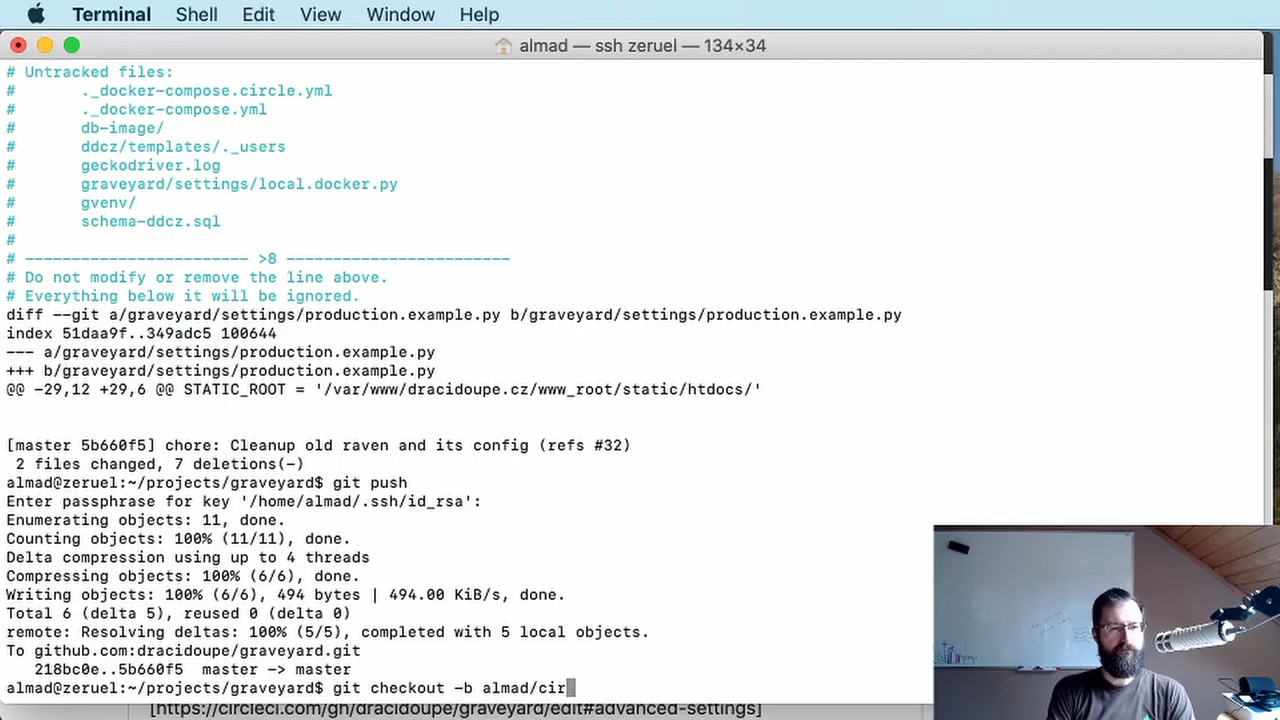 Terminal Shell Edit View Window Help
almad — ssh zeruel — 134×34
# Untracked files:
# ._docker-compose.circle.yml
# ._docker-compose.yml
# db-image/
# ddcz/templates/._users
# geckodriver.log
# graveyard/settings/local.docker.py
# gvenv/
# schema-ddcz.sql
#
# ------------------------ >8 ------------------------
# Do not modify or remove the line above.
# Everything below it will be ignored.
diff --git a/graveyard/settings/production.example.py b/graveyard/settings/production.example.py
index 51daa9f..349adc5 100644
--- a/graveyard/settings/production.example.py
+++ b/graveyard/settings/production.example.py
@@ -29,12 +29,6 @@ STATIC_ROOT = '/var/www/dracidoupe.cz/www_root/static/htdocs/'
[master 5b660f5] chore: Cleanup old raven and its config (refs #32)
2 files changed, 7 deletions(-)
almad@zeruel:~/projects/graveyard$ git push
Enter passphrase for key '/home/almad/.ssh/id_rsa':
Enumerating objects: 11, done.
Counting objects: 100% (11/11), done.
Delta compression using up to 4 threads
Compressing objects: 100% (6/6), done.
Writing objects: 100% (6/6), 494 bytes | 494.00 KiB/s, done.
Total 6 (delta 5), reused 0 (delta 0)
remote: Resolving deltas: 100% (5/5), completed with 5 local objects.
To github.com:dracidoupe/graveyard.git
218bc0e..5b660f5 master -> master
almad@zeruel:~/projects/graveyard$ git checkout -b almad/cir
[https://circleci.com/gh/dracidoupe/graveyard/edit#advanced-settings]